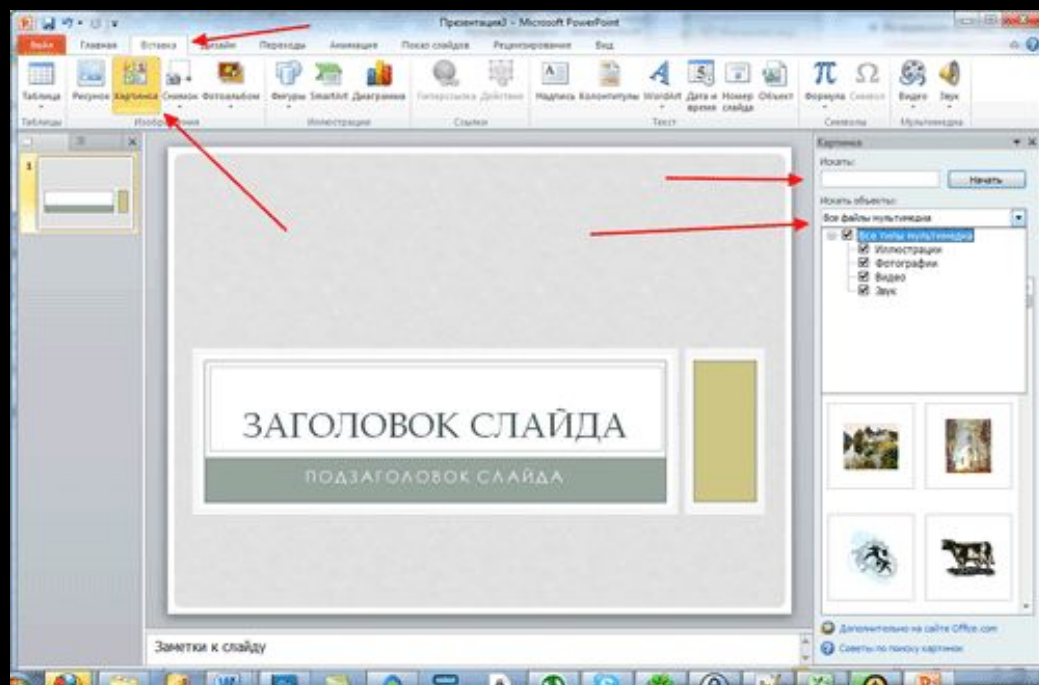 Презентация3 - Microsoft PowerPoint
Файл Главная Вставка Дизайн Переходы Анимация Показ слайдов Рецензирование Вид
Таблица Рисунок Картинка Снимок Фотоальбом Фигуры SmartArt Диаграмма Гиперссылка Действие Надпись Колонтитулы WordArt Дата и время Номер слайда Объект Формула Символ Видео Звук
Таблицы Изображения Иллюстрации Ссылки Текст Символы Мультимедиа
1
ЗАГОЛОВОК СЛАЙДА
ПОДЗАГОЛОВОК СЛАЙДА
Заметки к слайду
Картинка
Искать:
Начать
Искать объекты:
Все файлы мультимедиа
Все типы мультимедиа
Иллюстрации
Фотографии
Видео
Звук
Дополнительно на сайте Office.com
Советы по поиску картинок